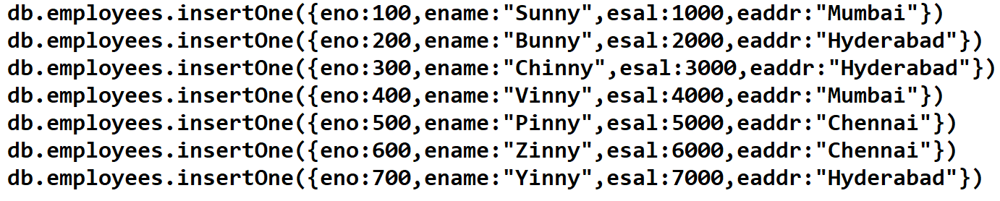 db.employees.insertOne({eno:100,ename:"Sunny",esal:1000,eaddr:"Mumbai"})
db.employees.insertOne({eno:200,ename:"Bunny",esal:2000,eaddr:"Hyderabad"})
db.employees.insertOne({eno:300,ename:"Chinny",esal:3000,eaddr:"Hyderabad"})
db.employees.insertOne({eno:400,ename:"Vinny",esal:4000,eaddr:"Mumbai"})
db.employees.insertOne({eno:500,ename:"Pinny",esal:5000,eaddr:"Chennai"})
db.employees.insertOne({eno:600,ename:"Zinny",esal:6000,eaddr:"Chennai"})
db.employees.insertOne({eno:700,ename:"Yinny",esal:7000,eaddr:"Hyderabad"})